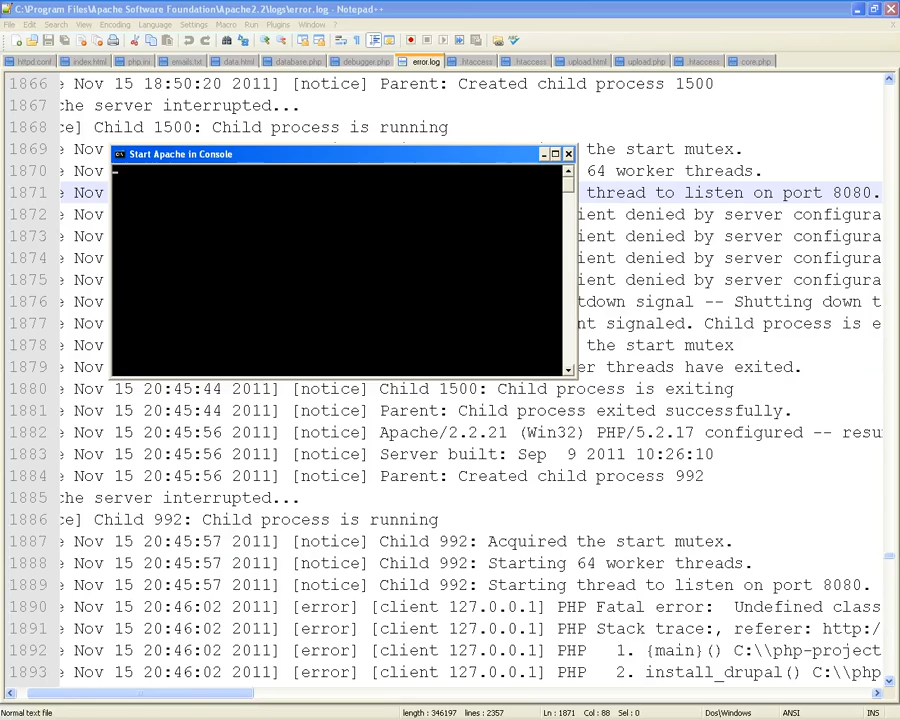 C:\Program Files\Apache Software Foundation\Apache2.2\logs\error.log - Notepad++
File Edit Search View Encoding Language Settings Macro Run Plugins Window ?
httpd.conf index.html php.ini emails.txt data.html database.php debugger.php error.log .htaccess .htaccess upload.html upload.php .htaccess core.php
1866 e Nov 15 18:50:20 2011] [notice] Parent: Created child process 1500
1867 che server interrupted...
1868 ce] Child 1500: Child process is running
1869 e Nov the start mutex.
1870 e Nov 64 worker threads.
1871 e Nov thread to listen on port 8080.
1872 e Nov ient denied by server configura
1873 e Nov ient denied by server configura
1874 e Nov ient denied by server configura
1875 e Nov ient denied by server configura
1876 e Nov tdown signal -- Shutting down t
1877 e Nov nt signaled. Child process is e
1878 e Nov the start mutex
1879 e Nov er threads have exited.
Start Apache in Console
1880 e Nov 15 20:45:44 2011] [notice] Child 1500: Child process is exiting
1881 e Nov 15 20:45:44 2011] [notice] Parent: Child process exited successfully.
1882 e Nov 15 20:45:56 2011] [notice] Apache/2.2.21 (Win32) PHP/5.2.17 configured -- resu
1883 e Nov 15 20:45:56 2011] [notice] Server built: Sep  9 2011 10:26:10
1884 e Nov 15 20:45:56 2011] [notice] Parent: Created child process 992
1885 che server interrupted...
1886 ce] Child 992: Child process is running
1887 e Nov 15 20:45:57 2011] [notice] Child 992: Acquired the start mutex.
1888 e Nov 15 20:45:57 2011] [notice] Child 992: Starting 64 worker threads.
1889 e Nov 15 20:45:57 2011] [notice] Child 992: Starting thread to listen on port 8080.
1890 e Nov 15 20:46:02 2011] [error] [client 127.0.0.1] PHP Fatal error:  Undefined class
1891 e Nov 15 20:46:02 2011] [error] [client 127.0.0.1] PHP Stack trace:, referer: http:/
1892 e Nov 15 20:46:02 2011] [error] [client 127.0.0.1] PHP   1. {main}() C:\\php-project
1893 e Nov 15 20:46:02 2011] [error] [client 127.0.0.1] PHP   2. install_drupal() C:\\php
Normal text file length : 346197 lines : 2357 Ln : 1871 Col : 88 Sel : 0 Dos\Windows ANSI INS